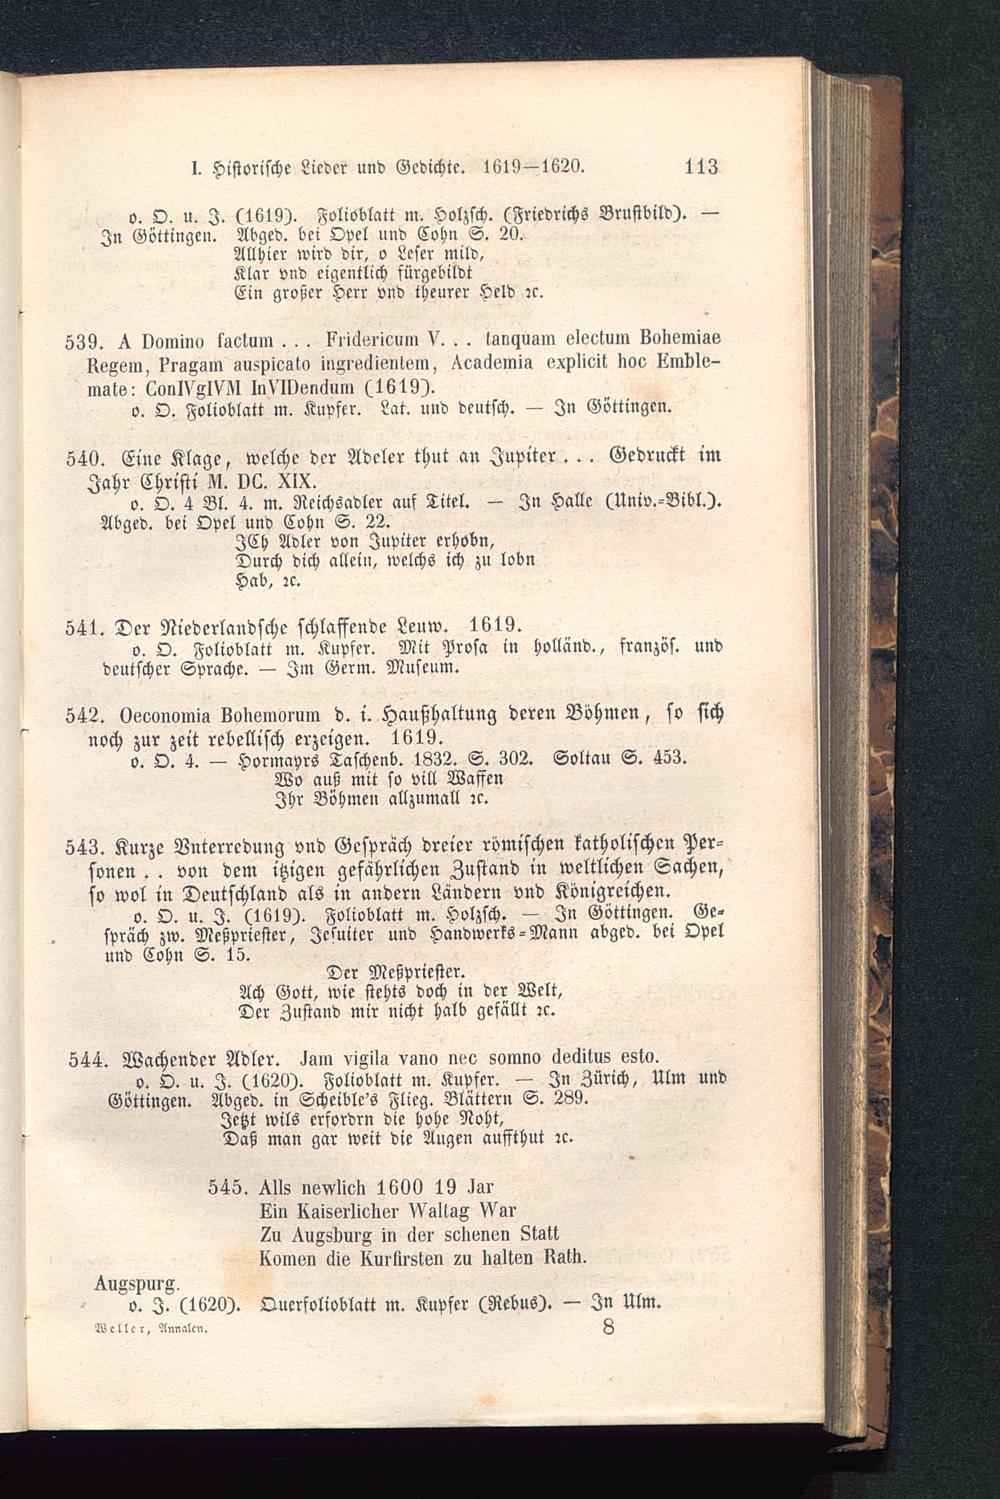 I. Historische Lieder und Gedichte. 1619—1620. 113
o. O. u. J. (1619). Folioblatt m. Holzsch. (Friedrichs Brustbild). —
In Göttingen. Abged. bei Opel und Cohn S. 20.
Allhier wird dir, o Leser mild,
Klar vnd eigentlich fürgebildt
Ein großer Herr vnd theurer Held ꝛc.
539. A Domino factum . . . Fridericum V. . . tanquam electum Bohemiae
Regem, Pragam auspicato ingredientem, Academia explicit hoc Emble-
mate: ConIVgIVM InVIDendum (1619).
o. O. Folioblatt m. Kupfer. Lat. und deutsch. — In Göttingen.
540. Eine Klage, welche der Adeler thut an Jupiter . . . Gedruckt im
Jahr Christi M. DC. XIX.
o. O. 4 Bl. 4. m. Reichsadler auf Titel. — In Halle (Univ.-Bibl.).
Abged. bei Opel und Cohn S. 22.
JCh Adler von Jupiter erhobn,
Durch dich allein, welchs ich zu lobn
Hab, ꝛc.
541. Der Niederlandsche schlaffende Leuw. 1619.
o. O. Folioblatt m. Kupfer. Mit Prosa in holländ., französ. und
deutscher Sprache. — Im Germ. Museum.
542. Oeconomia Bohemorum d. i. Haußhaltung deren Böhmen, so sich
noch zur zeit rebellisch erzeigen. 1619.
o. O. 4. — Hormayrs Taschenb. 1832. S. 302. Soltau S. 453.
Wo auß mit so vill Waffen
Ihr Böhmen allzumall ꝛc.
543. Kurze Vnterredung vnd Gespräch dreier römischen katholischen Per-
sonen . . von dem itzigen gefährlichen Zustand in weltlichen Sachen,
so wol in Deutschland als in andern Ländern vnd Königreichen.
o. O. u. J. (1619). Folioblatt m. Holzsch. — In Göttingen. Ge-
spräch zw. Meßpriester, Jesuiter und Handwerks-Mann abged. bei Opel
und Cohn S. 15.
Der Meßpriester.
Ach Gott, wie stehts doch in der Welt,
Der Zustand mir nicht halb gefällt ꝛc.
544. Wachender Adler. Jam vigila vano nec somno deditus esto.
o. O. u. J. (1620). Folioblatt m. Kupfer. — In Zürich, Ulm und
Göttingen. Abged. in Scheible's Flieg. Blättern S. 289.
Jetzt wils erfordrn die hohe Noht,
Daß man gar weit die Augen auffthut ꝛc.
545. Alls newlich 1600 19 Jar
Ein Kaiserlicher Waltag War
Zu Augsburg in der schenen Statt
Komen die Kurfirsten zu halten Rath.
Augspurg.
o. J. (1620). Querfolioblatt m. Kupfer (Rebus). — In Ulm.
Weller, Annalen. 8